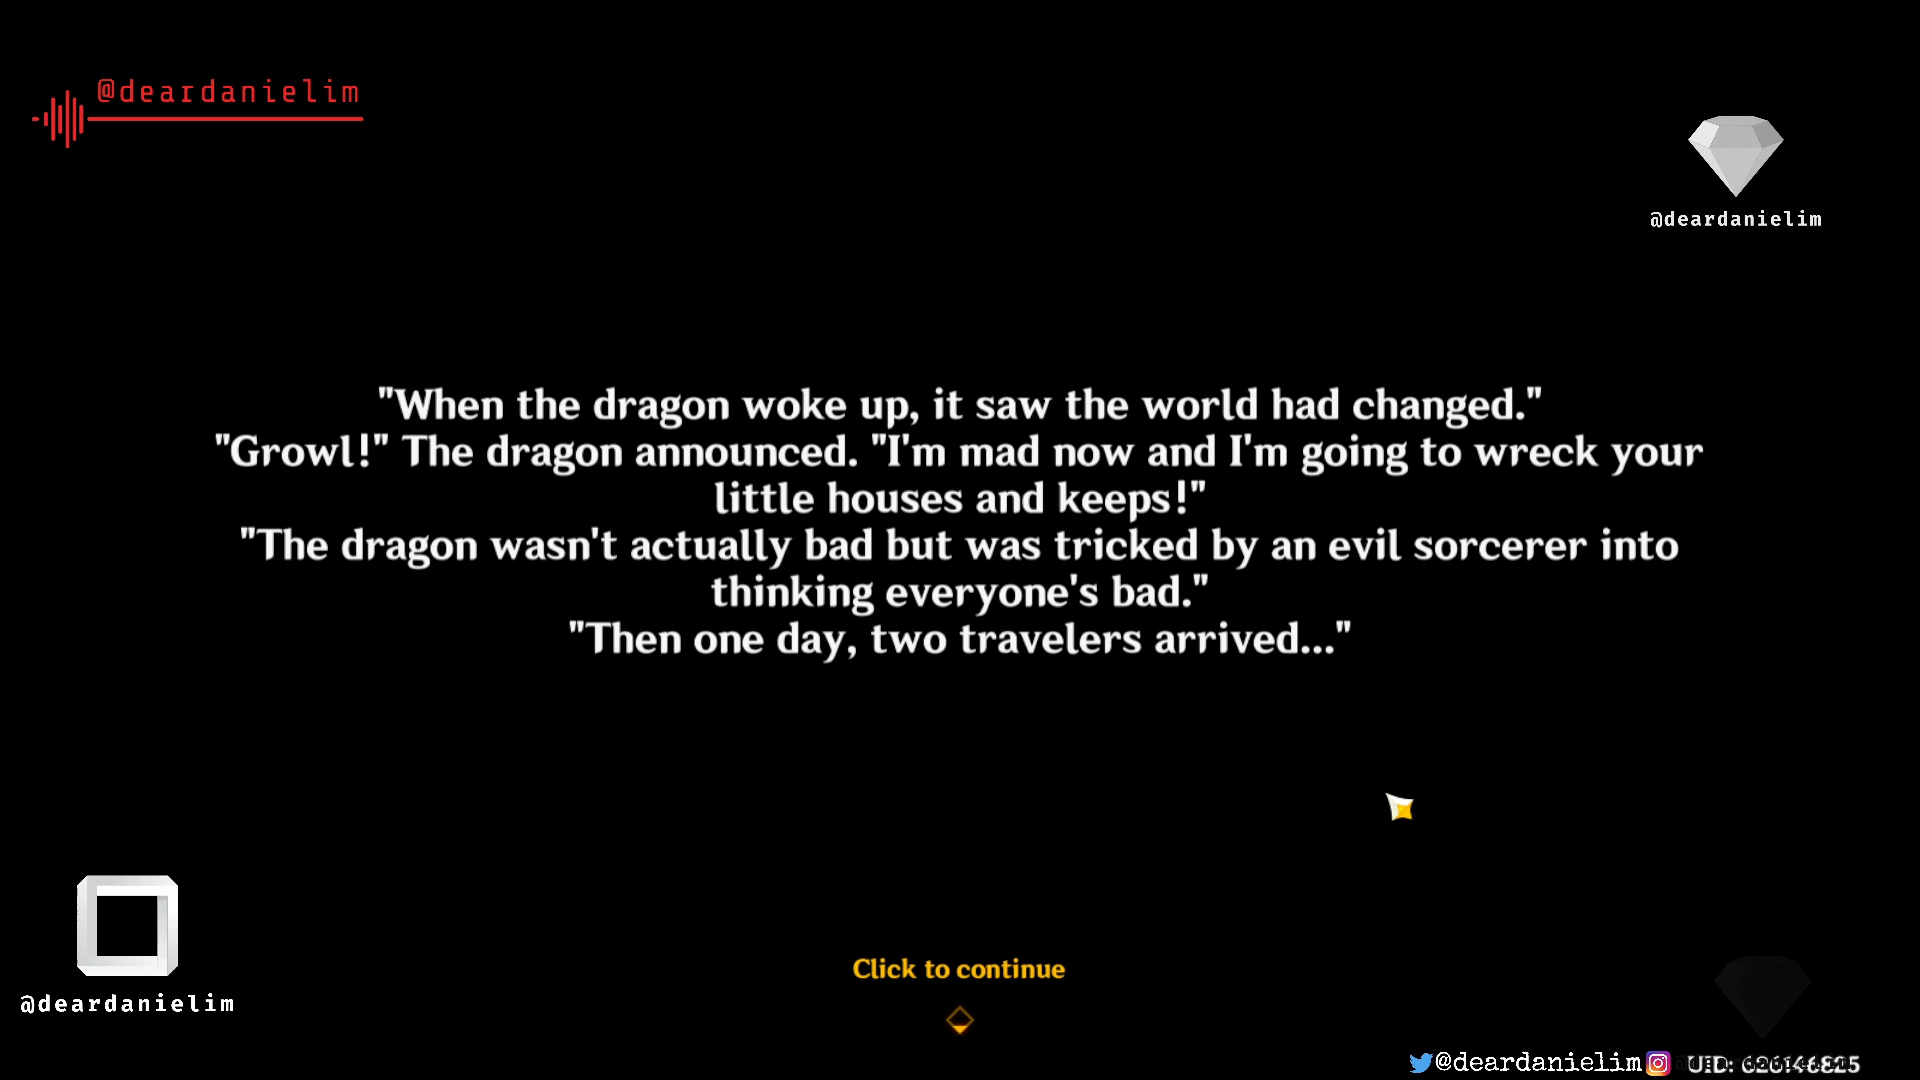 @deardanielim
@deardanielim
"When the dragon woke up, it saw the world had changed."
"Growl!" The dragon announced. "I'm mad now and I'm going to wreck your
little houses and keeps!"
"The dragon wasn't actually bad but was tricked by an evil sorcerer into
thinking everyone's bad."
"Then one day, two travelers arrived..."
Click to continue
@deardanielim
@deardanielim UID: 626146825